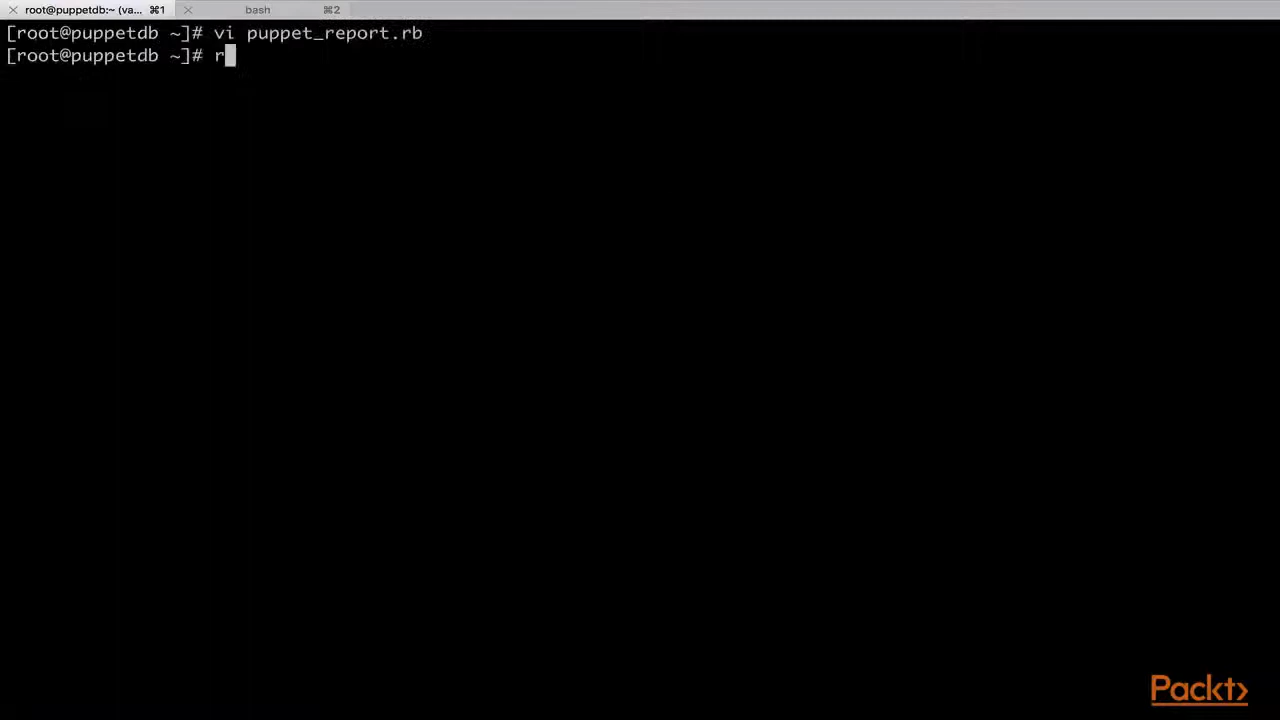 root@puppetdb:~ (va... ⌘1
bash ⌘2
[root@puppetdb ~]# vi puppet_report.rb
[root@puppetdb ~]# r
Packt>